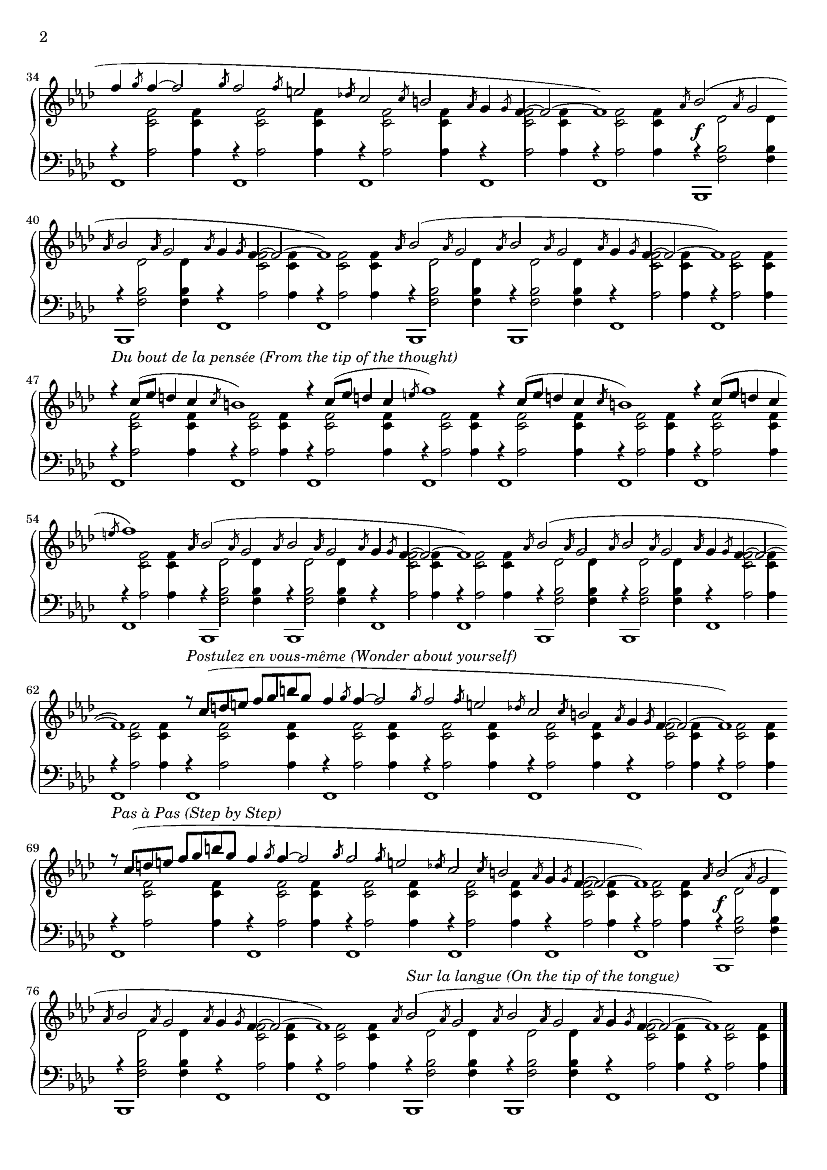 2
34
f
40
Du bout de la pensée (From the tip of the thought)
47
54
Postulez en vous-même (Wonder about yourself)
62
Pas à Pas (Step by Step)
69
f
Sur la langue (On the tip of the tongue)
76